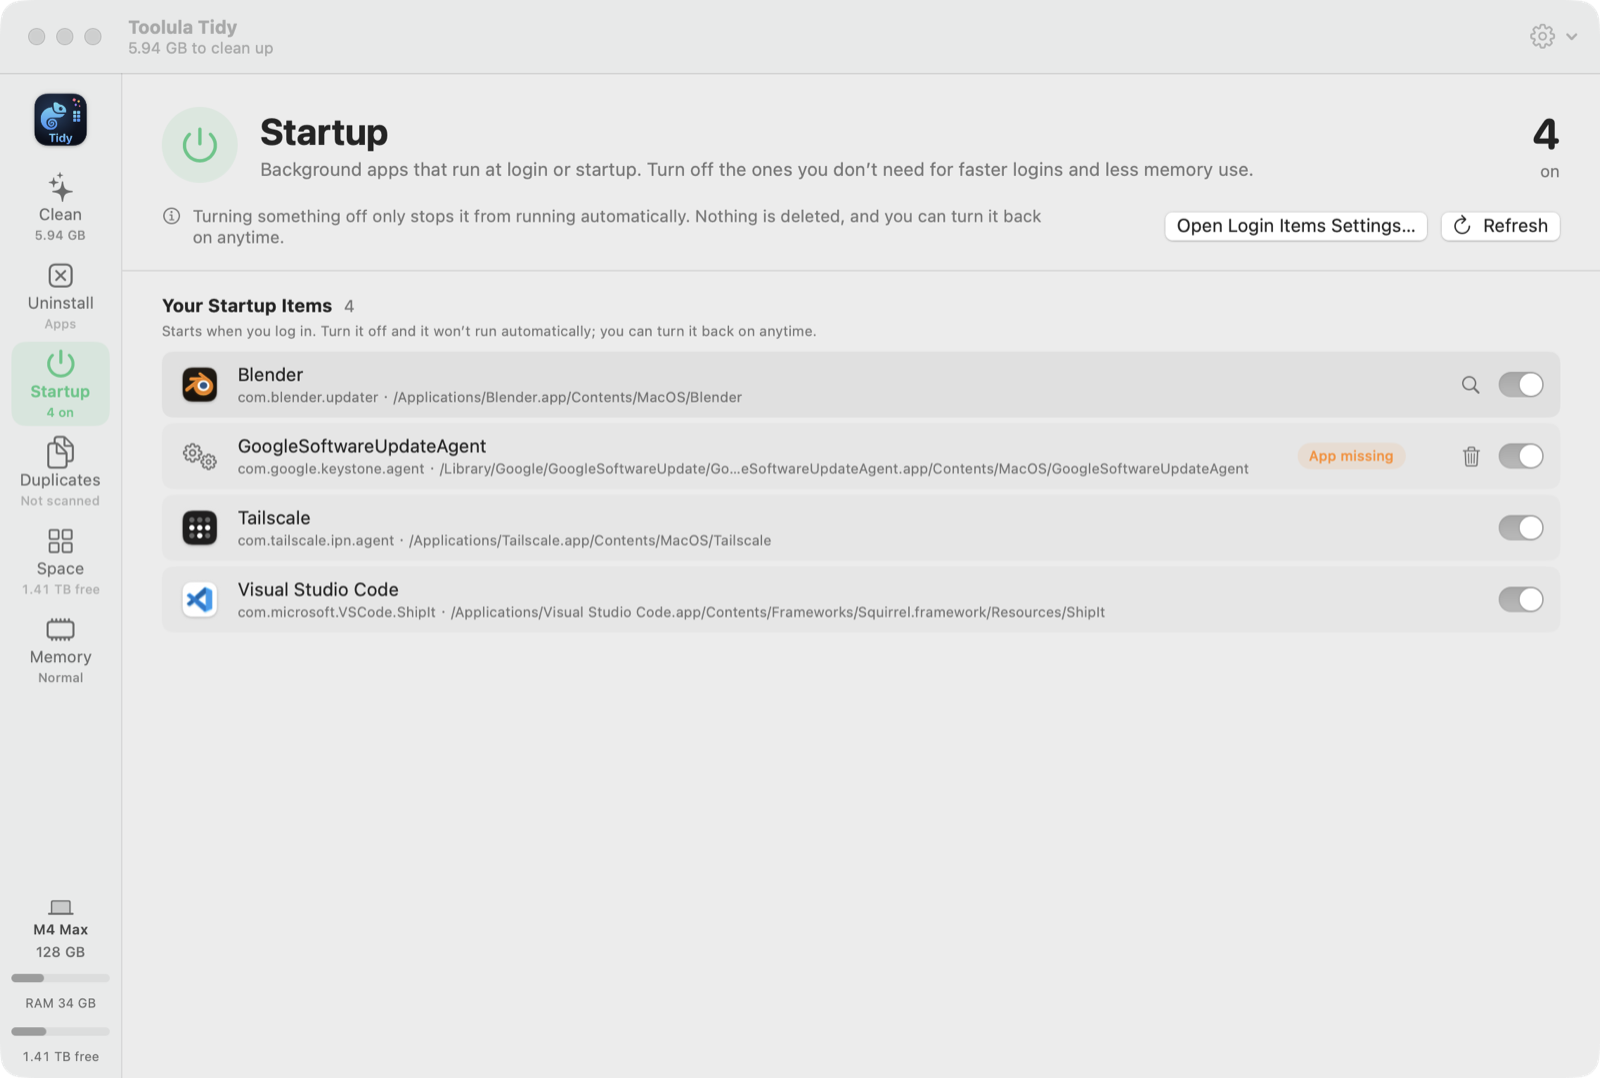 Toolula Tidy
5.94 GB to clean up
Tidy
Clean
5.94 GB
Uninstall
Apps
Startup
4 on
Duplicates
Not scanned
Space
1.41 TB free
Memory
Normal
M4 Max
128 GB
RAM 34 GB
1.41 TB free
Startup
Background apps that run at login or startup. Turn off the ones you don’t need for faster logins and less memory use.
4
on
Turning something off only stops it from running automatically. Nothing is deleted, and you can turn it back
on anytime.
Open Login Items Settings...
Refresh
Your Startup Items 4
Starts when you log in. Turn it off and it won’t run automatically; you can turn it back on anytime.
Blender
com.blender.updater · /Applications/Blender.app/Contents/MacOS/Blender
GoogleSoftwareUpdateAgent
com.google.keystone.agent · /Library/Google/GoogleSoftwareUpdate/Go...eSoftwareUpdateAgent.app/Contents/MacOS/GoogleSoftwareUpdateAgent
App missing
Tailscale
com.tailscale.ipn.agent · /Applications/Tailscale.app/Contents/MacOS/Tailscale
Visual Studio Code
com.microsoft.VSCode.ShipIt · /Applications/Visual Studio Code.app/Contents/Frameworks/Squirrel.framework/Resources/ShipIt